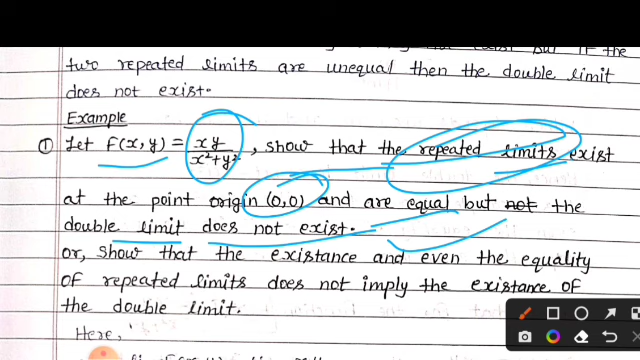 two repeated limits are unequal then the double limit
does not exist.
Example
① Let F(x,y) = xy/x²+y², show that the repeated limits exist
at the point origin (0,0) and are equal but not the
double limit does not exist.
or, show that the existance and even the equality
of repeated limits does not imply the existance of
the double limit.
Here,